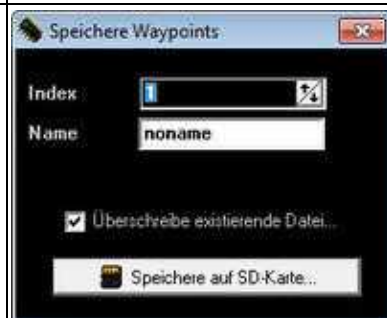 Speichere Waypoints
Index 1
Name noname
Überschreibe existierende Datei...
Speichere auf SD-Karte...